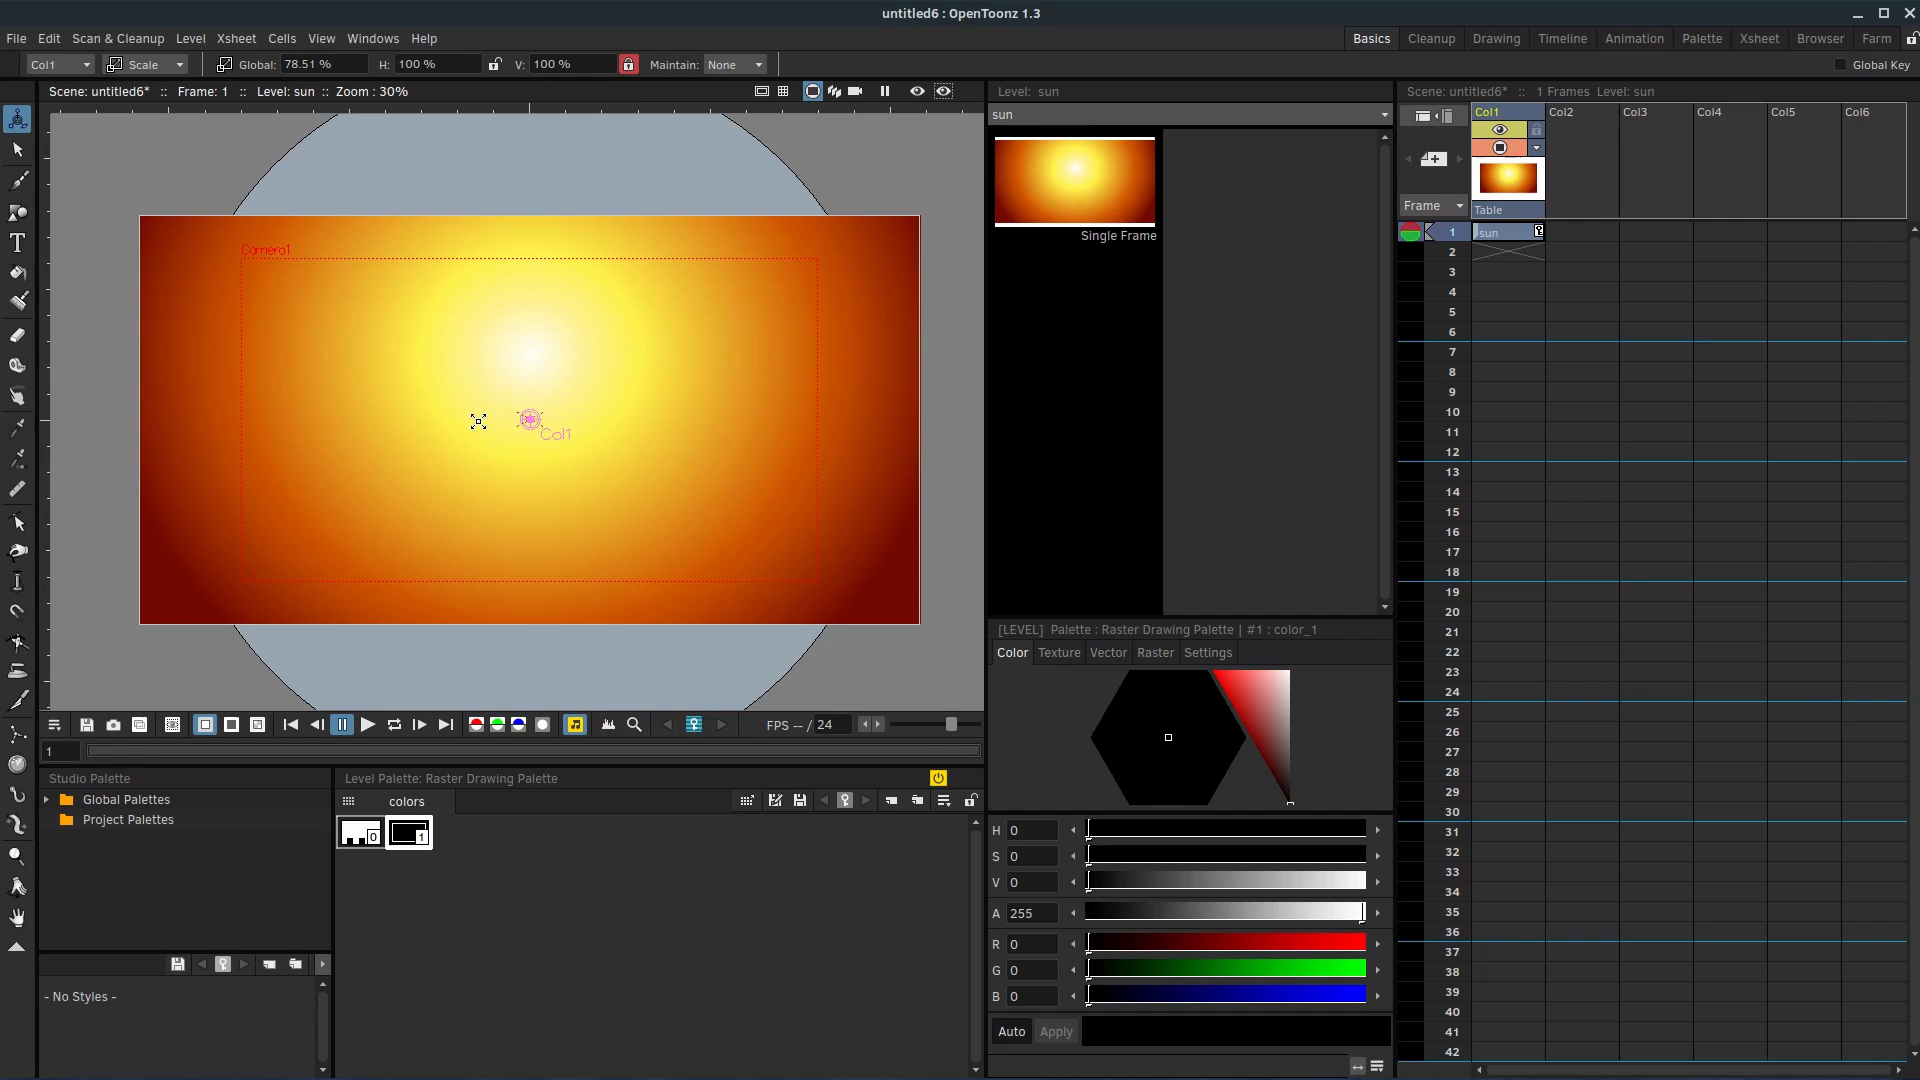 untitled6 : OpenToonz 1.3
File Edit Scan & Cleanup Level Xsheet Cells View Windows Help
Basics Cleanup Drawing Timeline Animation Palette Xsheet Browser Farm
Col1 Scale Global: 78.51 % H: 100 % V: 100 % Maintain: None Global Key
Scene: untitled6* :: Frame: 1 :: Level: sun :: Zoom : 30%
Camera1
Col1
FPS -- / 24
1
Level: sun
sun
Single Frame
Scene: untitled6* :: 1 Frames Level: sun
Col1 Col2 Col3 Col4 Col5 Col6
Frame
Table
1 sun
2
3
4
5
6
7
8
9
10
11
12
13
14
15
16
17
18
19
20
21
22
23
24
25
26
27
28
29
30
31
32
33
34
35
36
37
38
39
40
41
42
[LEVEL] Palette : Raster Drawing Palette | #1 : color_1
Color Texture Vector Raster Settings
H 0
S 0
V 0
A 255
R 0
G 0
B 0
Auto Apply
Studio Palette
Global Palettes
Project Palettes
- No Styles -
Level Palette: Raster Drawing Palette
colors
0 1